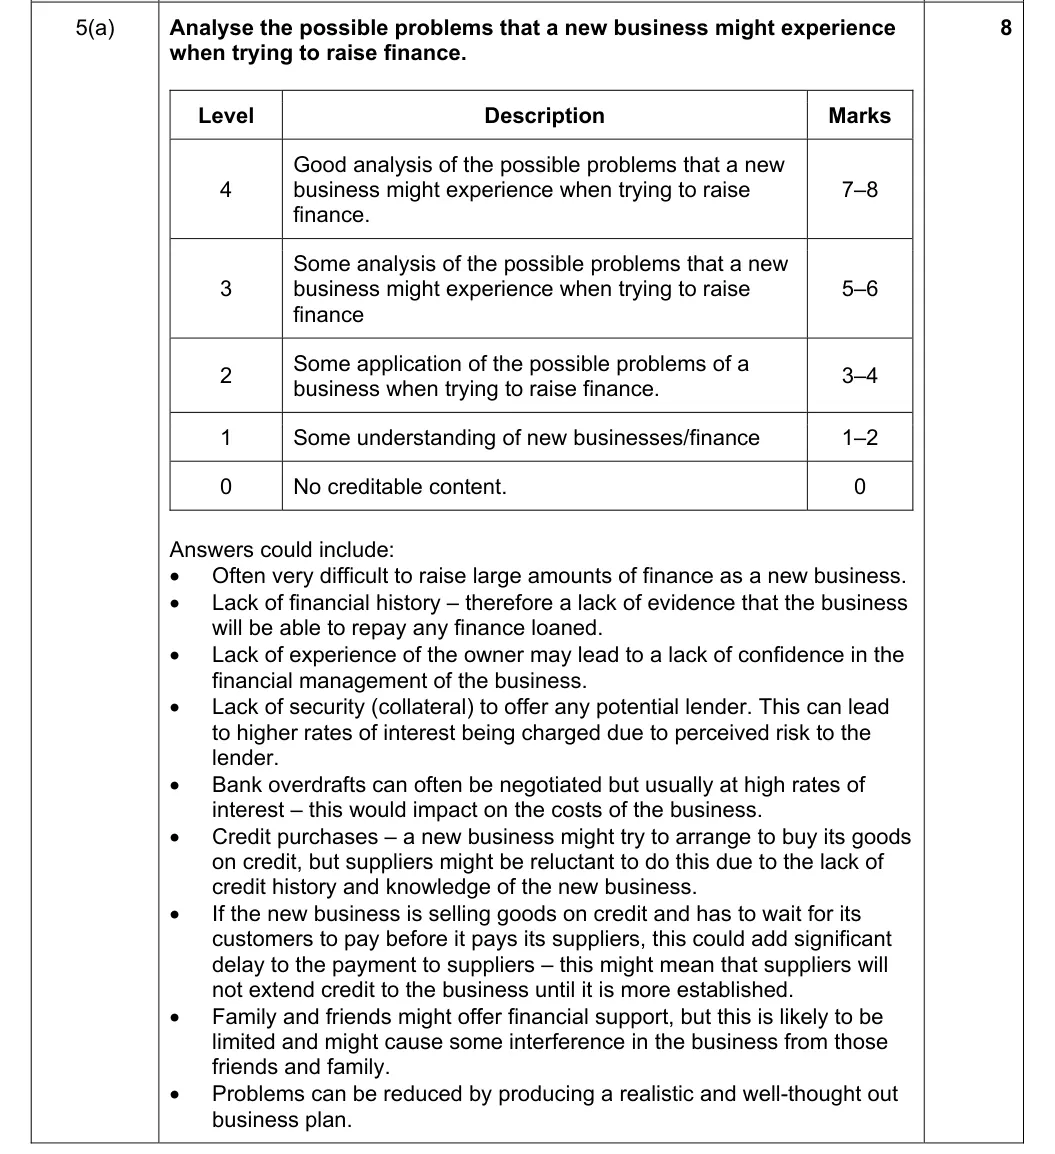 5(a) Analyse the possible problems that a new business might experience 8
when trying to raise finance.
Level Description Marks
4 Good analysis of the possible problems that a new
business might experience when trying to raise
finance. 7–8
3 Some analysis of the possible problems that a new
business might experience when trying to raise
finance 5–6
2 Some application of the possible problems of a
business when trying to raise finance. 3–4
1 Some understanding of new businesses/finance 1–2
0 No creditable content. 0
Answers could include:
• Often very difficult to raise large amounts of finance as a new business.
• Lack of financial history – therefore a lack of evidence that the business
will be able to repay any finance loaned.
• Lack of experience of the owner may lead to a lack of confidence in the
financial management of the business.
• Lack of security (collateral) to offer any potential lender. This can lead
to higher rates of interest being charged due to perceived risk to the
lender.
• Bank overdrafts can often be negotiated but usually at high rates of
interest – this would impact on the costs of the business.
• Credit purchases – a new business might try to arrange to buy its goods
on credit, but suppliers might be reluctant to do this due to the lack of
credit history and knowledge of the new business.
• If the new business is selling goods on credit and has to wait for its
customers to pay before it pays its suppliers, this could add significant
delay to the payment to suppliers – this might mean that suppliers will
not extend credit to the business until it is more established.
• Family and friends might offer financial support, but this is likely to be
limited and might cause some interference in the business from those
friends and family.
• Problems can be reduced by producing a realistic and well-thought out
business plan.